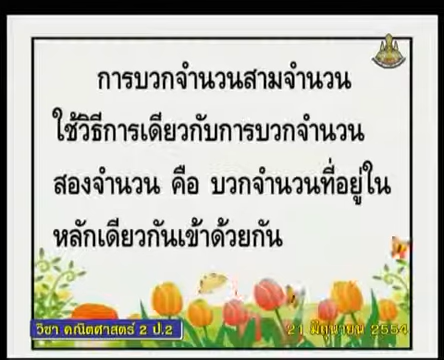 การบวกจำนวนสามจำนวน
ใช้วิธีการเดียวกับการบวกจำนวน
สองจำนวน คือ บวกจำนวนที่อยู่ใน
หลักเดียวกันเข้าด้วยกัน
วิชา คณิตศาสตร์ 2 ป.2
21 มิถุนายน 2554